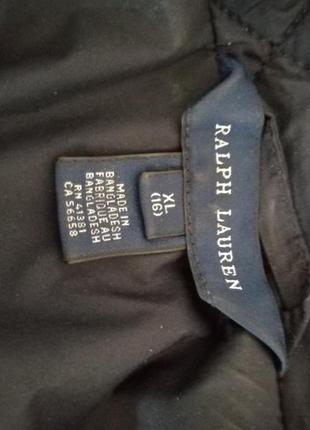 RALPH LAUREN
XL
(16)
MADE IN
BANGLADESH
FABRIQUE AU
BANGLADESH
RN 41381
CA 56658